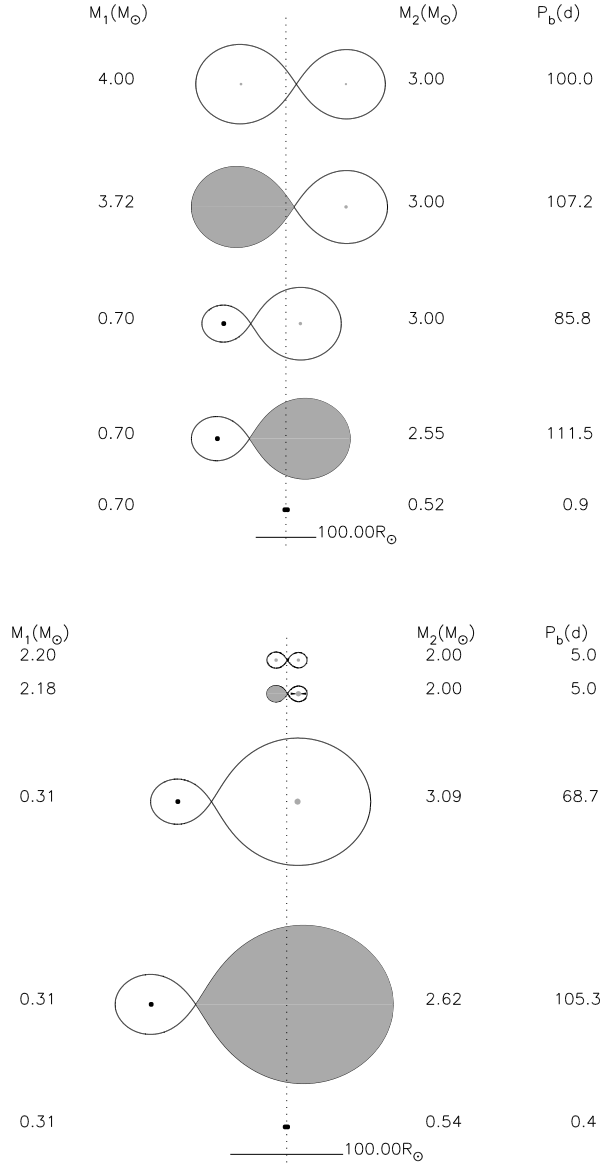 M₁(M⊙) M₂(M⊙) P_b(d)
4.00 3.00 100.0
3.72 3.00 107.2
0.70 3.00 85.8
0.70 2.55 111.5
0.70 0.52 0.9
100.00R⊙
M₁(M⊙) M₂(M⊙) P_b(d)
2.20 2.00 5.0
2.18 2.00 5.0
0.31 3.09 68.7
0.31 2.62 105.3
0.31 0.54 0.4
100.00R⊙